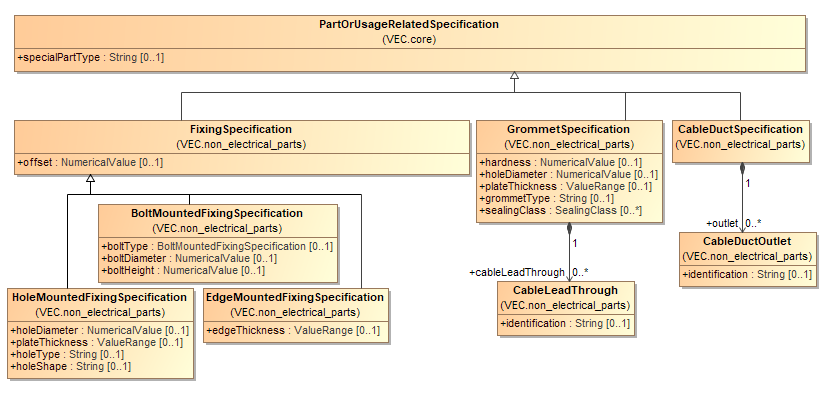 PartOrUsageRelatedSpecification
(VEC.core)
+specialPartType : String [0..1]
FixingSpecification
(VEC.non_electrical_parts)
+offset : NumericalValue [0..1]
GrommetSpecification
(VEC.non_electrical_parts)
+hardness : NumericalValue [0..1]
+holeDiameter : NumericalValue [0..1]
+plateThickness : ValueRange [0..1]
+grommetType : String [0..1]
+sealingClass : SealingClass [0..*]
CableDuctSpecification
(VEC.non_electrical_parts)
1
+outlet 0..*
BoltMountedFixingSpecification
(VEC.non_electrical_parts)
+boltType : BoltMountedFixingSpecification [0..1]
+boltDiameter : NumericalValue [0..1]
+boltHeight : NumericalValue [0..1]
1
+cableLeadThrough 0..*
CableDuctOutlet
(VEC.non_electrical_parts)
+identification : String [0..1]
HoleMountedFixingSpecification
(VEC.non_electrical_parts)
+holeDiameter : NumericalValue [0..1]
+plateThickness : ValueRange [0..1]
+holeType : String [0..1]
+holeShape : String [0..1]
EdgeMountedFixingSpecification
(VEC.non_electrical_parts)
+edgeThickness : ValueRange [0..1]
CableLeadThrough
(VEC.non_electrical_parts)
+identification : String [0..1]